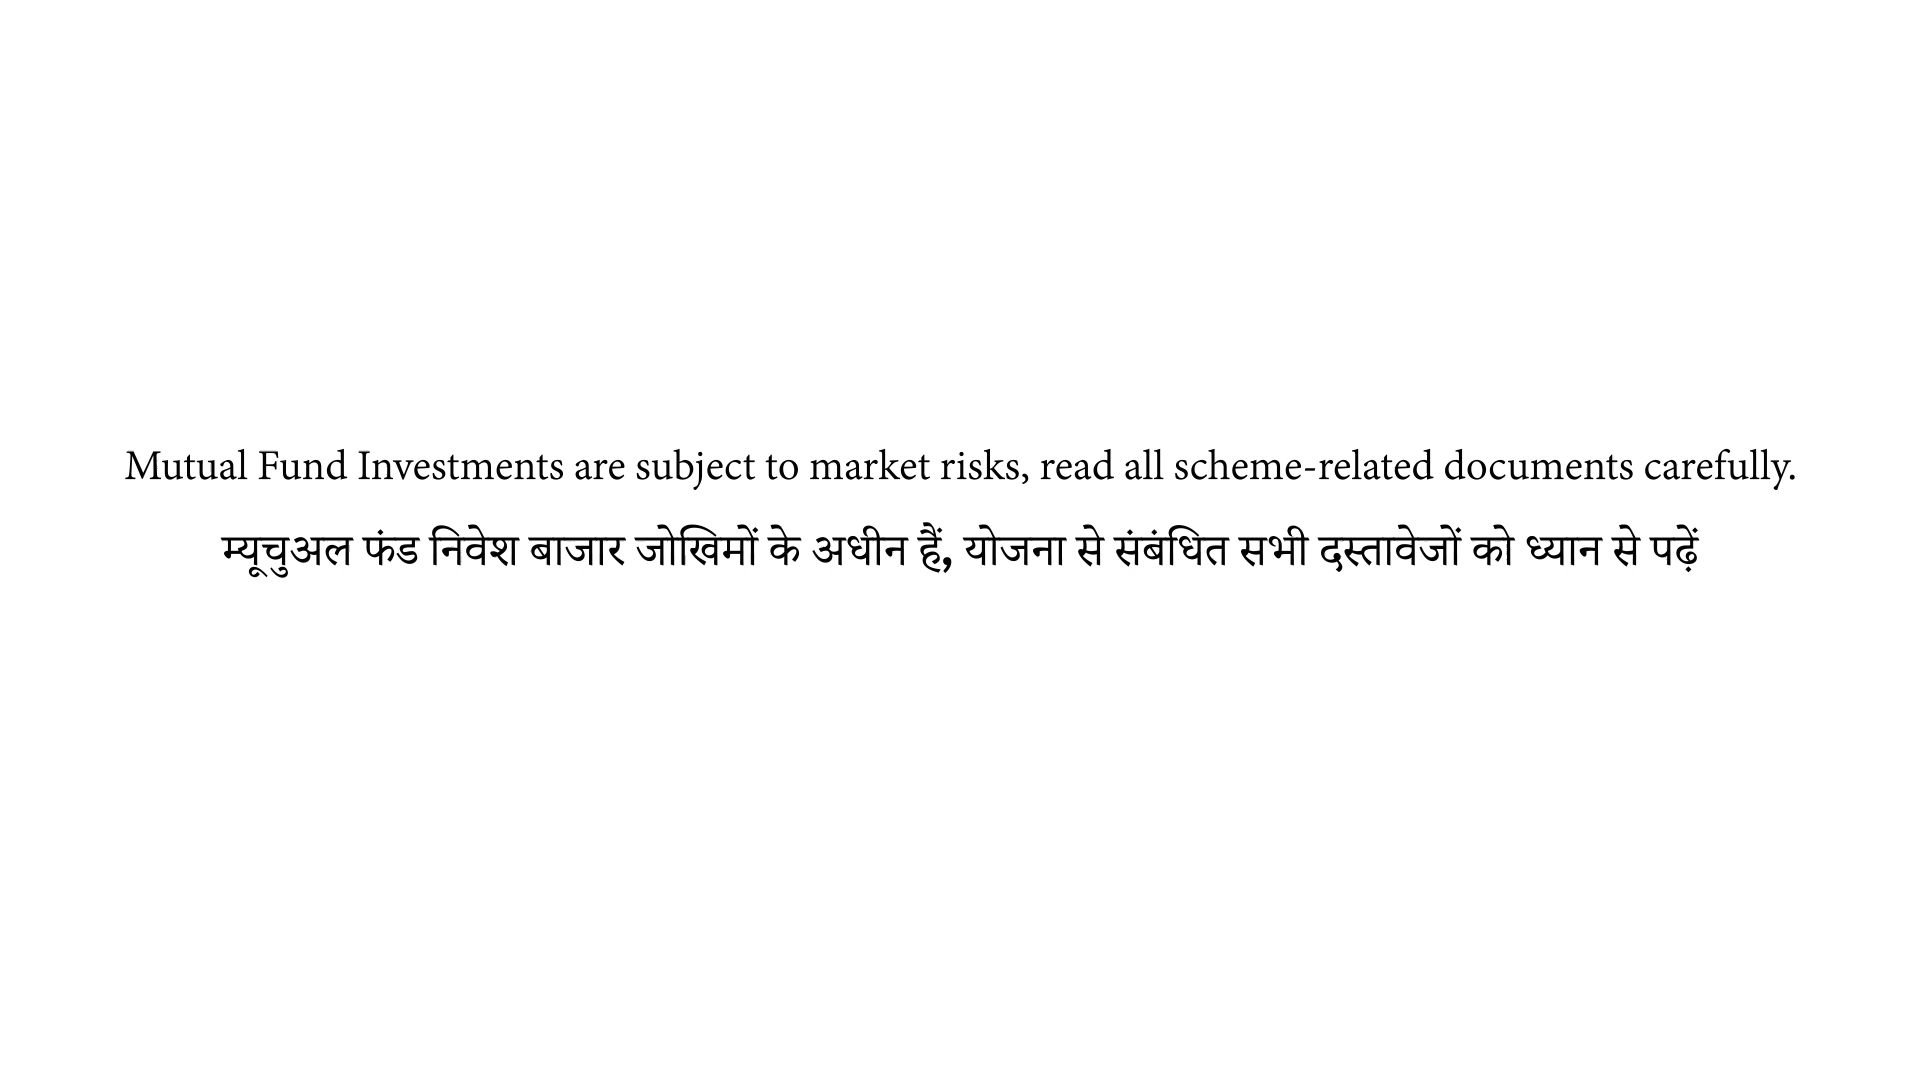 Mutual Fund Investments are subject to market risks, read all scheme-related documents carefully.
म्यूचुअल फंड निवेश बाजार जोखिमों के अधीन हैं, योजना से संबंधित सभी दस्तावेजों को ध्यान से पढ़ें